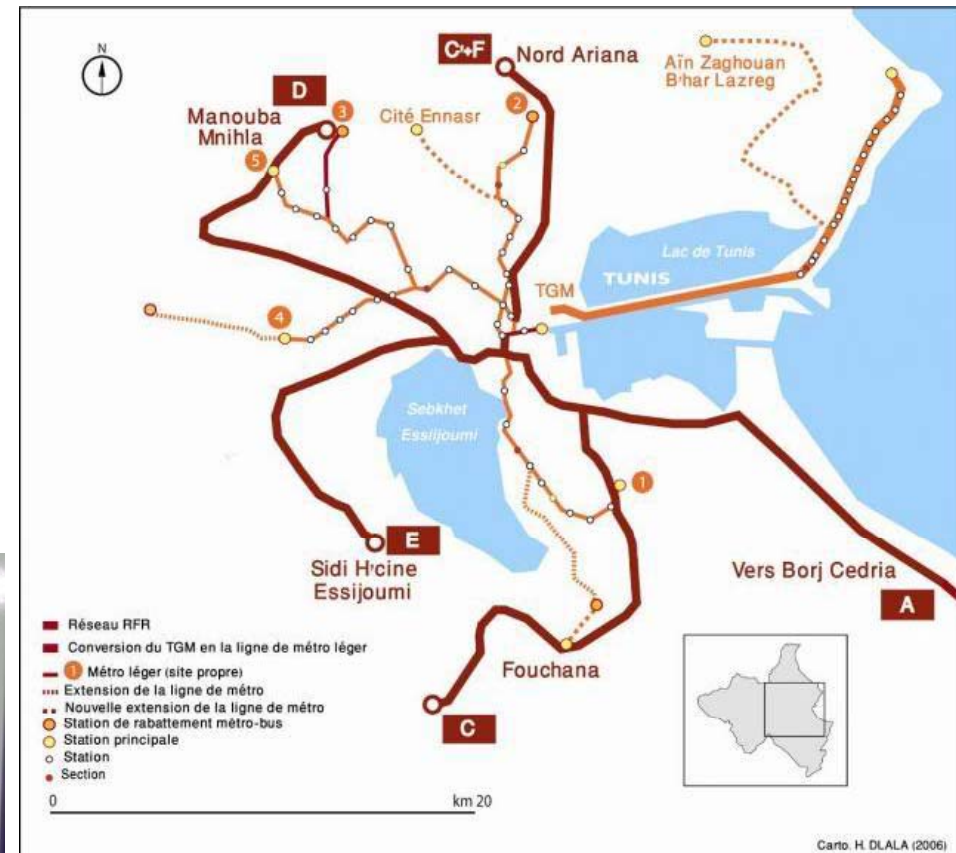 N
C'+F
Nord Ariana
Aïn Zaghouan
B'har Lazreg
D
Manouba
Mnihla
3
2
Cité Ennasr
5
Lac de Tunis
TUNIS
TGM
4
Sebkhet
Essijoumi
1
E
Sidi H'cine
Essijoumi
Vers Borj Cedria
A
Fouchana
C
Réseau RFR
Conversion du TGM en la ligne de métro léger
1 Métro léger (site propre)
Extension de la ligne de métro
Nouvelle extension de la ligne de métro
Station de rabattement métro-bus
Station principale
Station
Section
0 km 20
Carto. H. DLALA (2006)